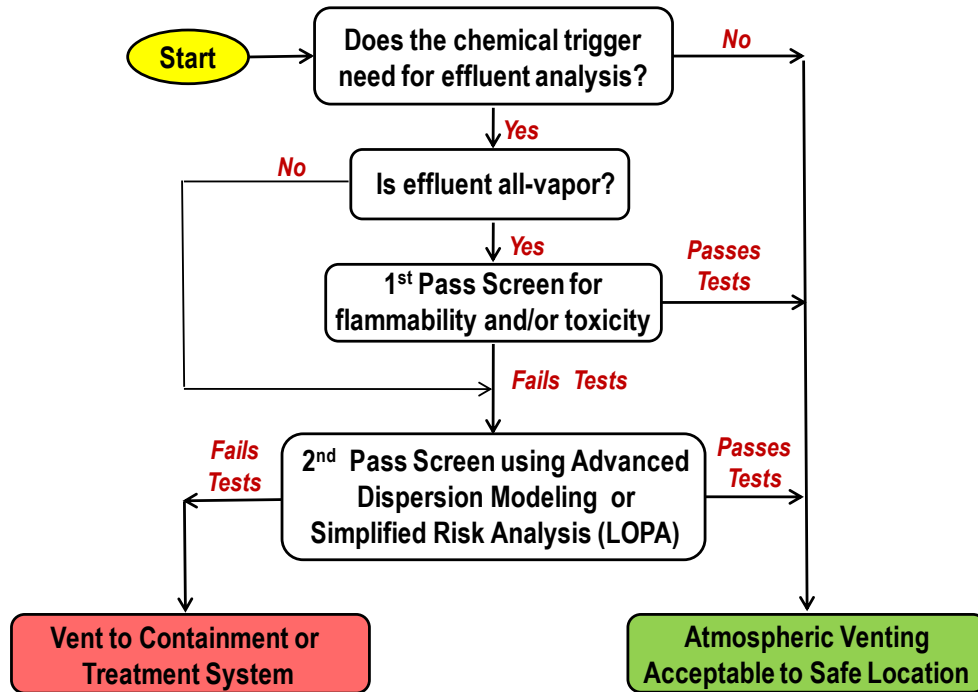 Start
Does the chemical trigger
need for effluent analysis?
No
Yes
No
Is effluent all-vapor?
Yes
Passes
Tests
1st Pass Screen for
flammability and/or toxicity
Fails Tests
Fails
Tests
2nd Pass Screen using Advanced
Dispersion Modeling or
Simplified Risk Analysis (LOPA)
Passes
Tests
Vent to Containment or
Treatment System
Atmospheric Venting
Acceptable to Safe Location